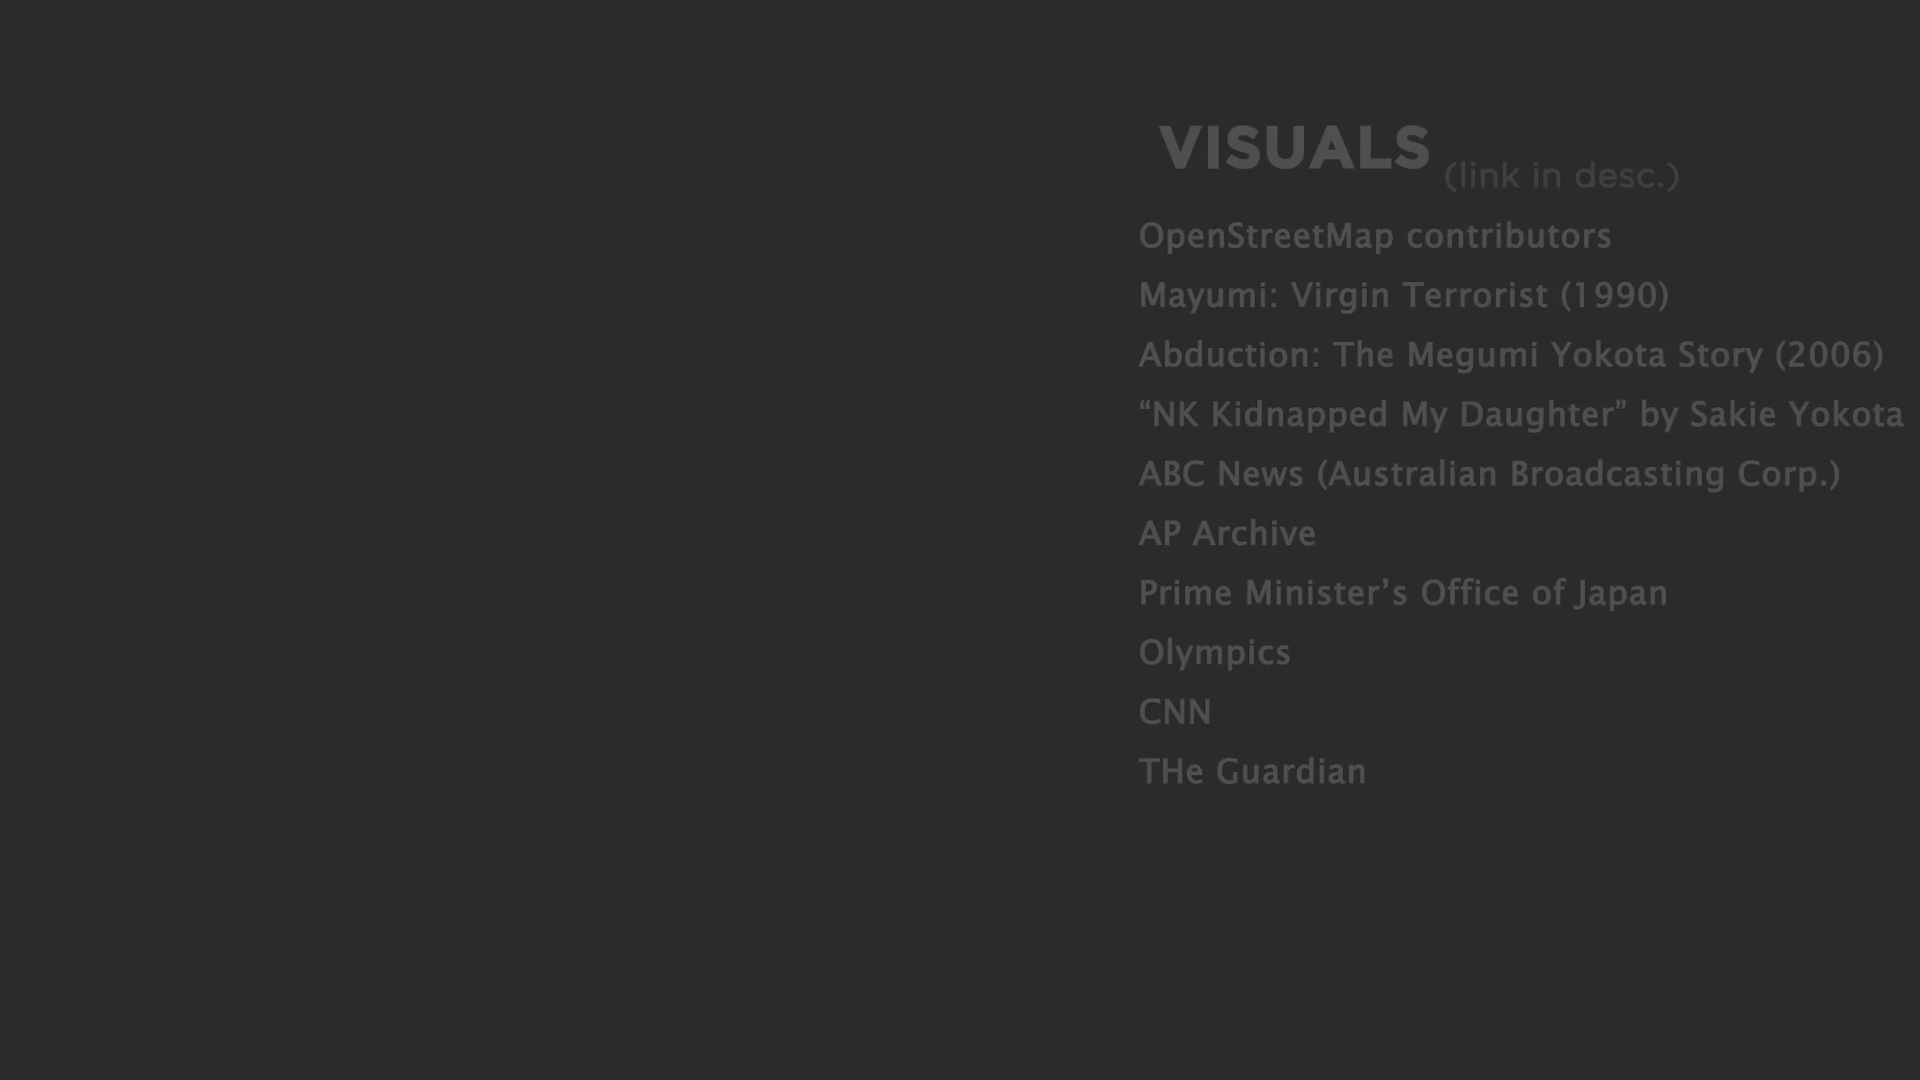 VISUALS (link in desc.)
OpenStreetMap contributors
Mayumi: Virgin Terrorist (1990)
Abduction: The Megumi Yokota Story (2006)
“NK Kidnapped My Daughter” by Sakie Yokota
ABC News (Australian Broadcasting Corp.)
AP Archive
Prime Minister’s Office of Japan
Olympics
CNN
THe Guardian